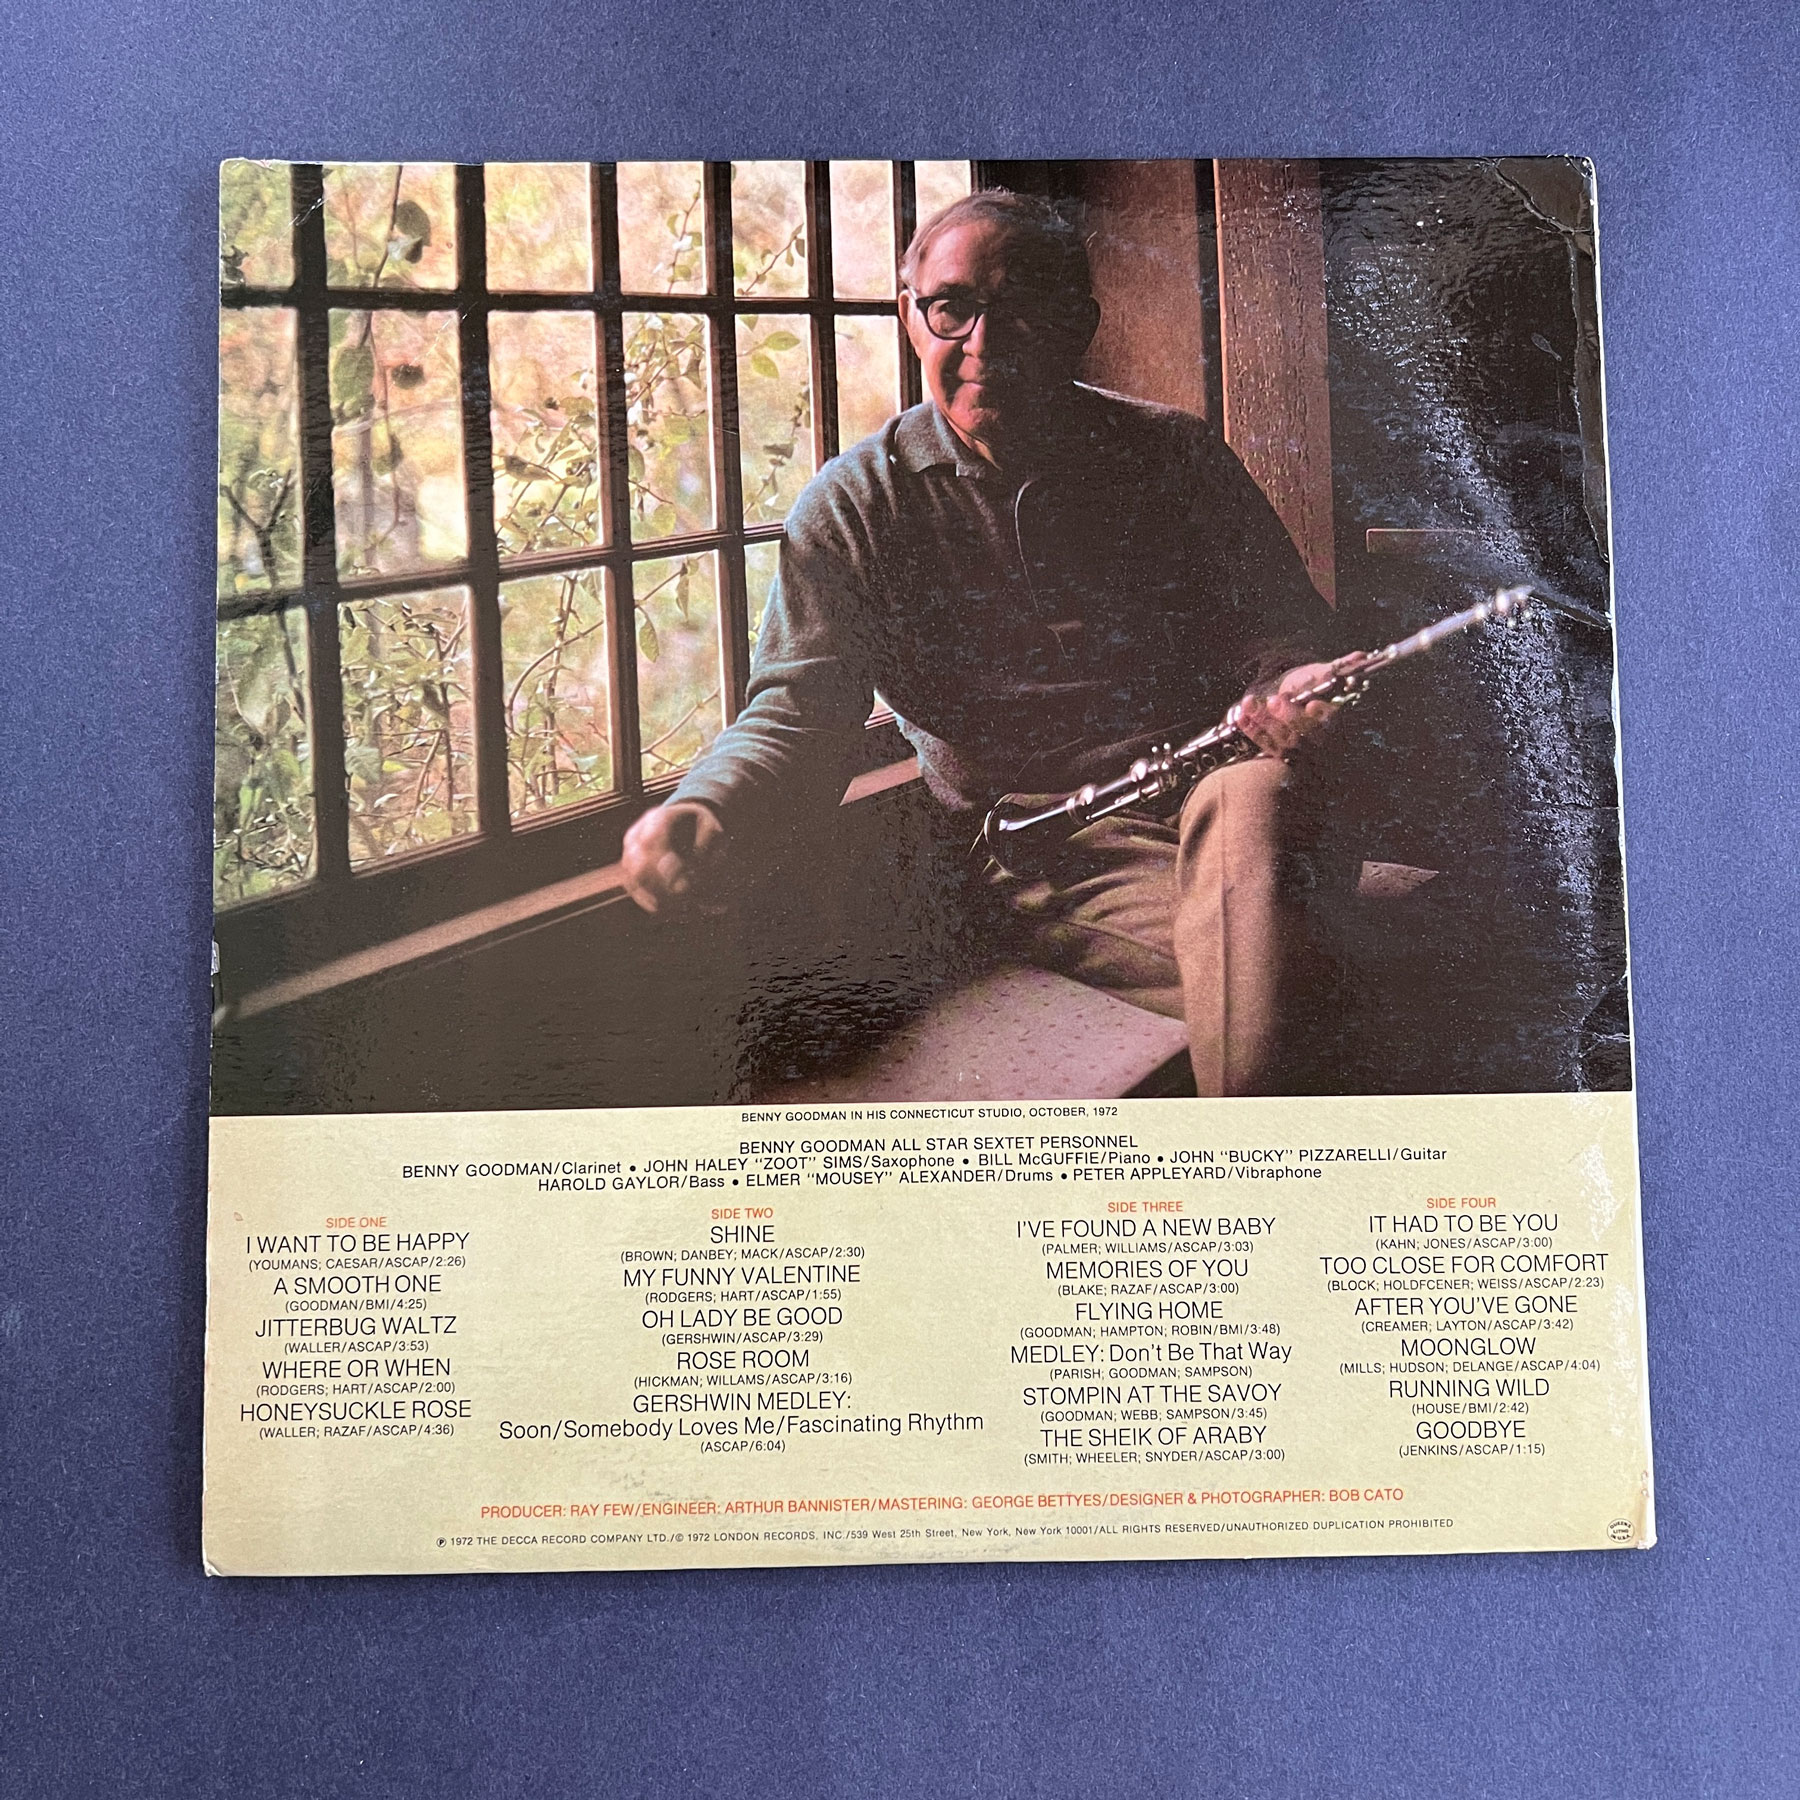 BENNY GOODMAN IN HIS CONNECTICUT STUDIO, OCTOBER, 1972
BENNY GOODMAN ALL STAR SEXTET PERSONNEL
BENNY GOODMAN/Clarinet • JOHN HALEY "ZOOT" SIMS/Saxophone • BILL McGUFFIE/Piano • JOHN "BUCKY" PIZZARELLI/Guitar
HAROLD GAYLOR/Bass • ELMER "MOUSEY" ALEXANDER/Drums • PETER APPLEYARD/Vibraphone
SIDE ONE
I WANT TO BE HAPPY
(YOUMANS; CAESAR/ASCAP/2:26)
A SMOOTH ONE
(GOODMAN/BMI/4:25)
JITTERBUG WALTZ
(WALLER/ASCAP/3:53)
WHERE OR WHEN
(RODGERS; HART/ASCAP/2:00)
HONEYSUCKLE ROSE
(WALLER; RAZAF/ASCAP/4:36)
SIDE TWO
SHINE
(BROWN; DANBEY; MACK/ASCAP/2:30)
MY FUNNY VALENTINE
(RODGERS; HART/ASCAP/1:55)
OH LADY BE GOOD
(GERSHWIN/ASCAP/3:29)
ROSE ROOM
(HICKMAN; WILLAMS/ASCAP/3:16)
GERSHWIN MEDLEY:
Soon/Somebody Loves Me/Fascinating Rhythm
(ASCAP/6:04)
SIDE THREE
I'VE FOUND A NEW BABY
(PALMER; WILLIAMS/ASCAP/3:03)
MEMORIES OF YOU
(BLAKE; RAZAF/ASCAP/3:00)
FLYING HOME
(GOODMAN; HAMPTON; ROBIN/BMI/3:48)
MEDLEY: Don't Be That Way
(PARISH; GOODMAN; SAMPSON)
STOMPIN AT THE SAVOY
(GOODMAN; WEBB; SAMPSON/3:45)
THE SHEIK OF ARABY
(SMITH; WHEELER; SNYDER/ASCAP/3:00)
SIDE FOUR
IT HAD TO BE YOU
(KAHN; JONES/ASCAP/3:00)
TOO CLOSE FOR COMFORT
(BLOCK; HOLDFCENER; WEISS/ASCAP/2:23)
AFTER YOU'VE GONE
(CREAMER; LAYTON/ASCAP/3:42)
MOONGLOW
(MILLS; HUDSON; DELANGE/ASCAP/4:04)
RUNNING WILD
(HOUSE/BMI/2:42)
GOODBYE
(JENKINS/ASCAP/1:15)
PRODUCER: RAY FEW/ENGINEER: ARTHUR BANNISTER/MASTERING: GEORGE BETTYES/DESIGNER & PHOTOGRAPHER: BOB CATO
℗ 1972 THE DECCA RECORD COMPANY LTD./© 1972 LONDON RECORDS, INC./539 West 25th Street, New York, New York 10001/ALL RIGHTS RESERVED/UNAUTHORIZED DUPLICATION PROHIBITED
QUEENS
LITHO
IN U.S.A.